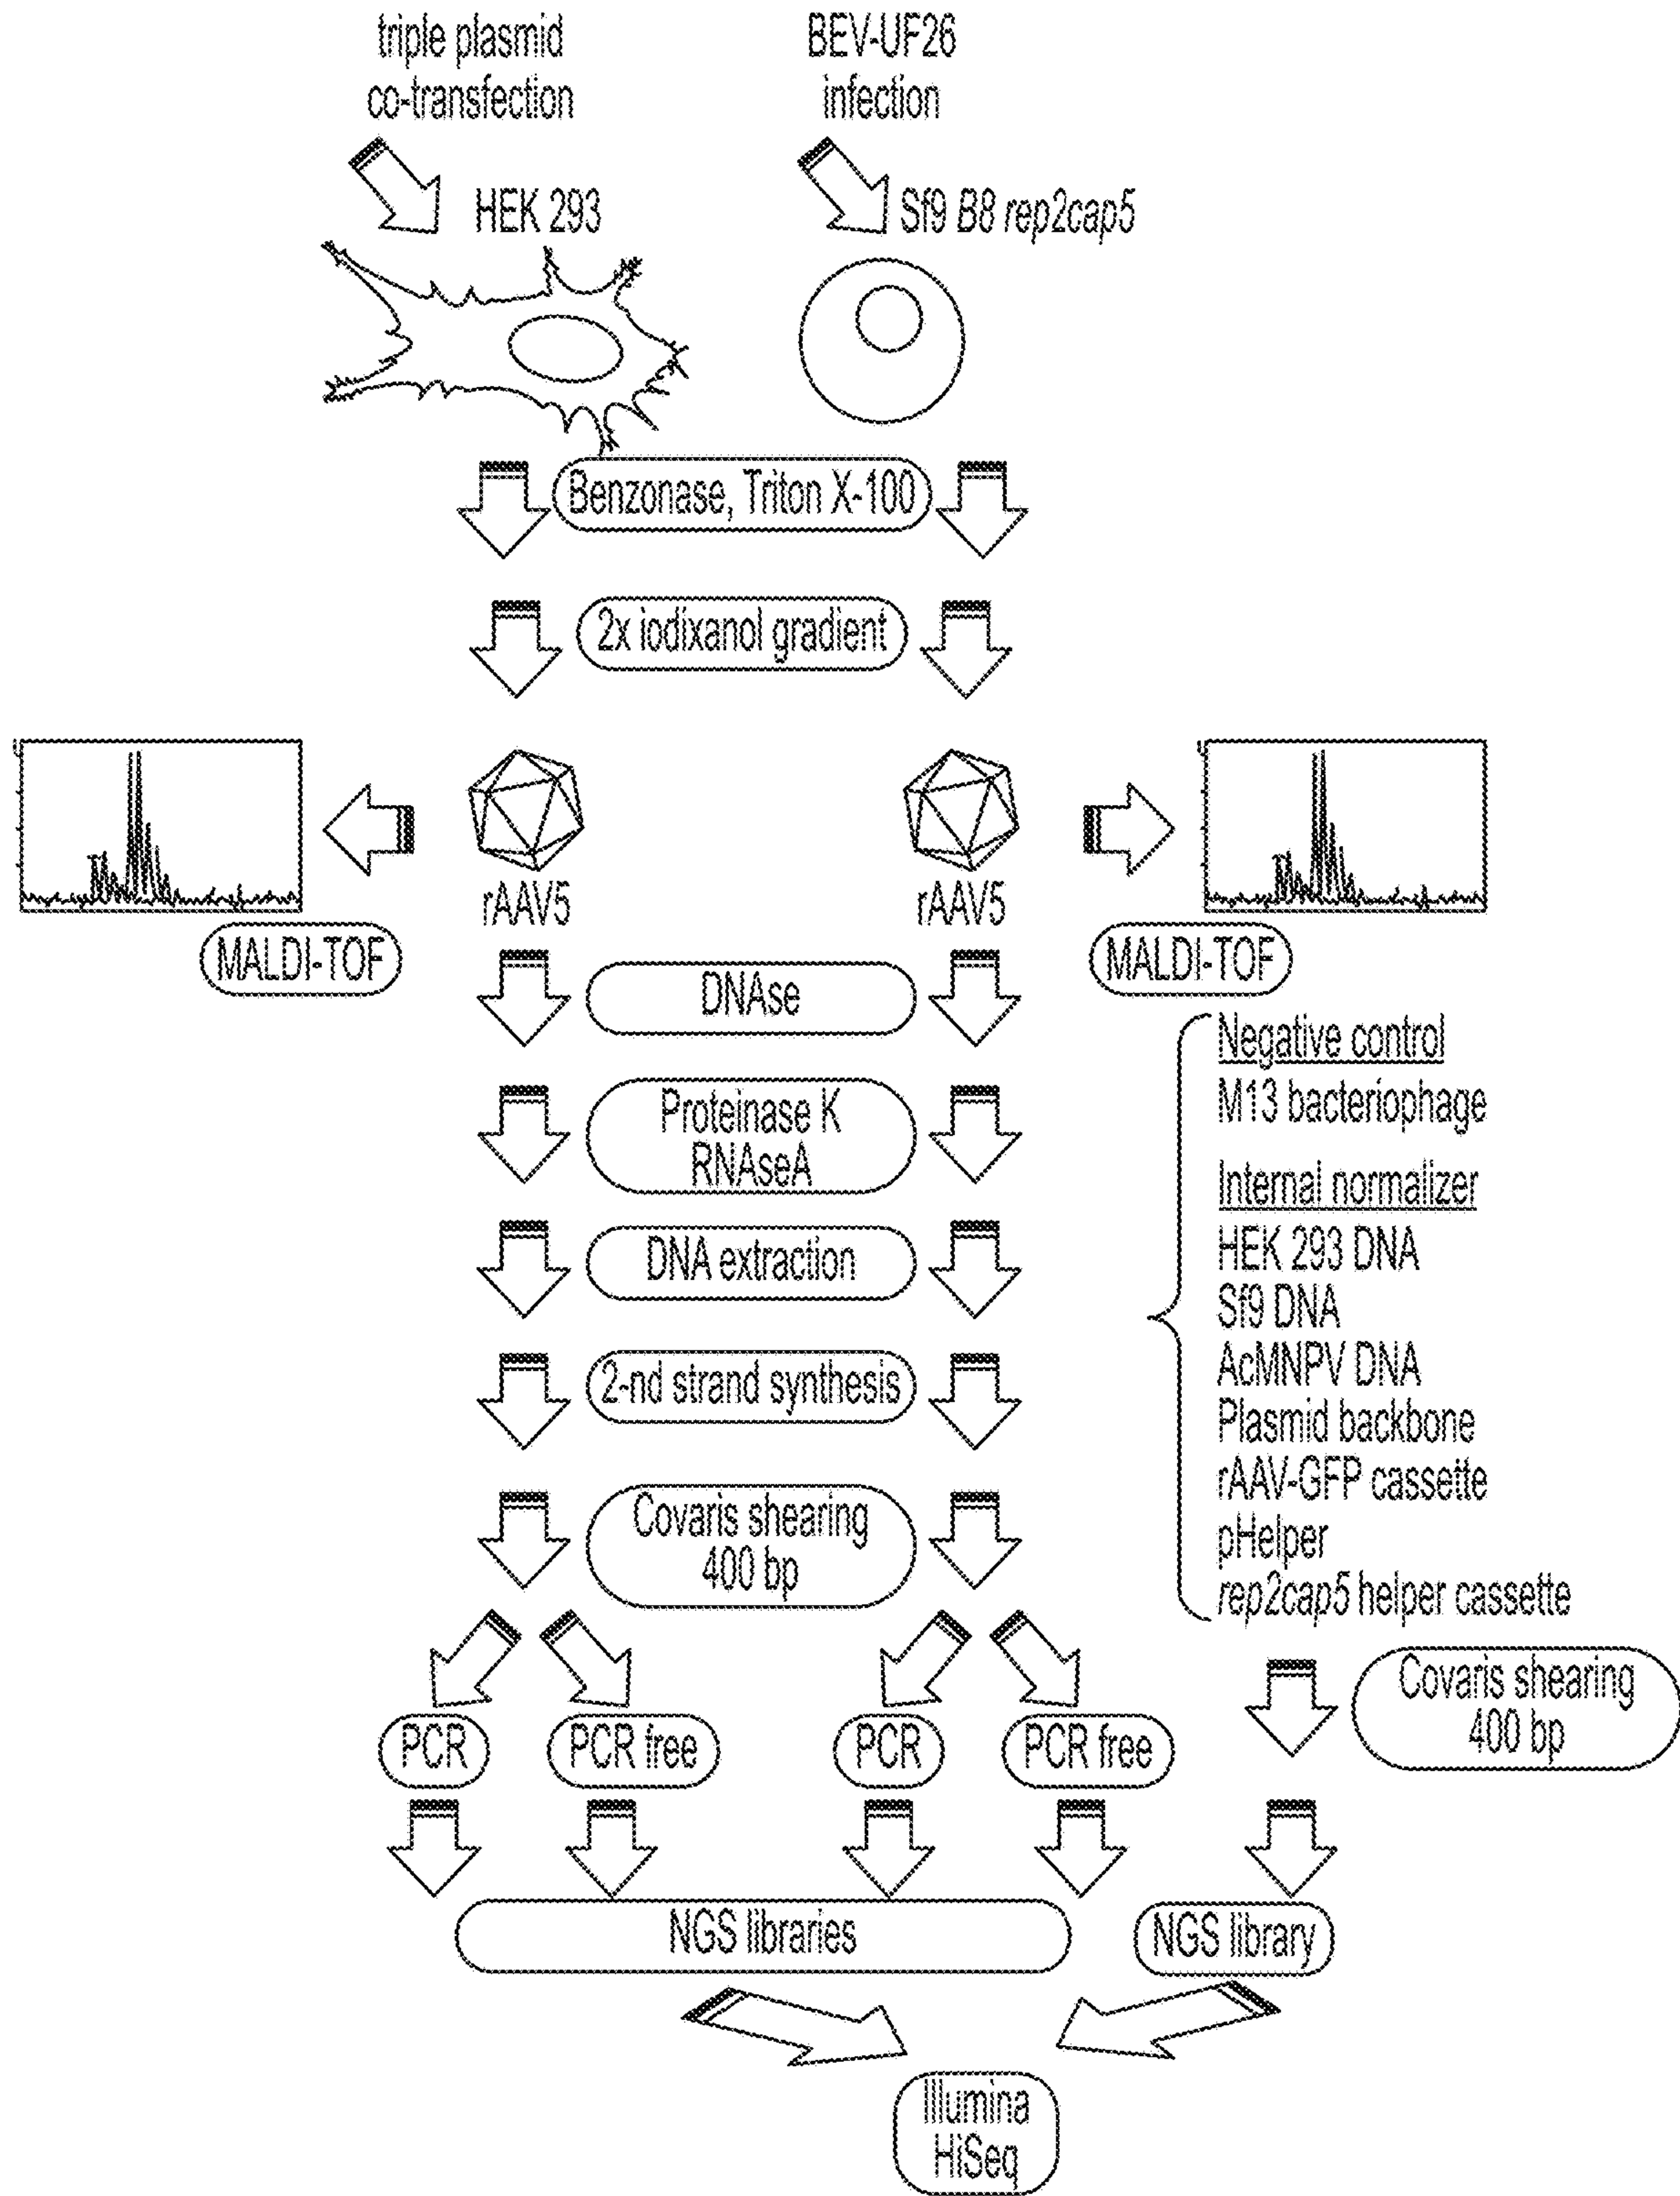 triple plasmid
co-transfection
BEV-UF26
infection
HEK 293
Sf9 B8 rep2cap5
Benzonase, Triton X-100
2x iodixanol gradient
rAAV5
rAAV5
MALDI-TOF
MALDI-TOF
DNAse
Proteinase K
RNAseA
DNA extraction
2-nd strand synthesis
Covaris shearing
400 bp
Negative control
M13 bacteriophage
Internal normalizer
HEK 293 DNA
Sf9 DNA
AcMNPV DNA
Plasmid backbone
rAAV-GFP cassette
pHelper
rep2cap5 helper cassette
Covaris shearing
400 bp
PCR
PCR free
PCR
PCR free
NGS libraries
NGS library
Illumina
HiSeq